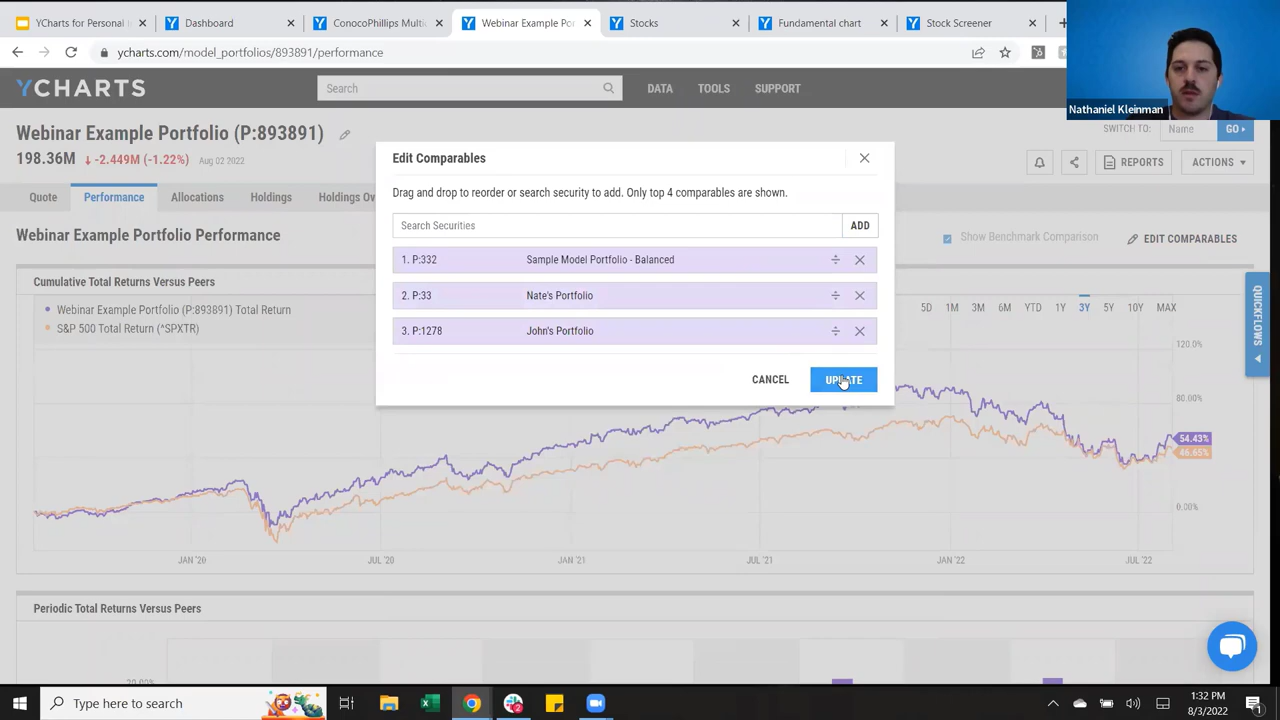 YCharts for Personal
Dashboard
ConocoPhillips Multi
Webinar Example Po
Stocks
Fundamental chart
Stock Screener
ycharts.com/model_portfolios/893891/performance
Nathaniel Kleinman
YCHARTS
Search
DATA
TOOLS
SUPPORT
Webinar Example Portfolio (P:893891)
SWITCH TO:
Name
GO
198.36M
-2.449M (-1.22%)
Aug 02 2022
REPORTS
ACTIONS
Quote
Performance
Allocations
Holdings
Holdings Ov
Webinar Example Portfolio Performance
Show Benchmark Comparison
EDIT COMPARABLES
Edit Comparables
Drag and drop to reorder or search security to add. Only top 4 comparables are shown.
Search Securities
ADD
1. P:332 Sample Model Portfolio - Balanced
2. P:33 Nate's Portfolio
3. P:1278 John's Portfolio
CANCEL
UPDATE
Cumulative Total Returns Versus Peers
Webinar Example Portfolio (P:893891) Total Return
S&P 500 Total Return (^SPXTR)
5D 1M 3M 6M YTD 1Y 3Y 5Y 10Y MAX
QUICKFLOWS
120.0%
80.00%
54.43%
46.65%
0.00%
JAN '20
JUL '20
JAN '21
JUL '21
JAN '22
JUL '22
Periodic Total Returns Versus Peers
20.00%
Type here to search
1:32 PM
8/3/2022
1